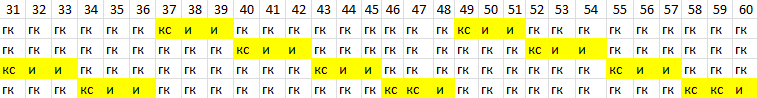 31 32 33 34 35 36 37 38 39 40 41 42 43 44 45 46 47 48 49 50 51 52 53 54 55 56 57 58 59 60
гк гк гк гк гк гк кс и и гк гк гк гк гк гк гк гк гк кс и и гк гк гк гк гк гк гк гк гк
гк гк гк гк гк гк гк гк гк кс и и гк гк гк гк гк гк гк гк гк кс и и гк гк гк гк гк гк
кс и и гк гк гк гк гк гк гк гк гк кс и и гк гк гк гк гк гк гк гк гк кс и и гк гк гк
гк гк гк кс и и гк гк гк гк гк гк гк гк гк кс кс и гк гк гк гк гк гк гк гк гк кс кс и